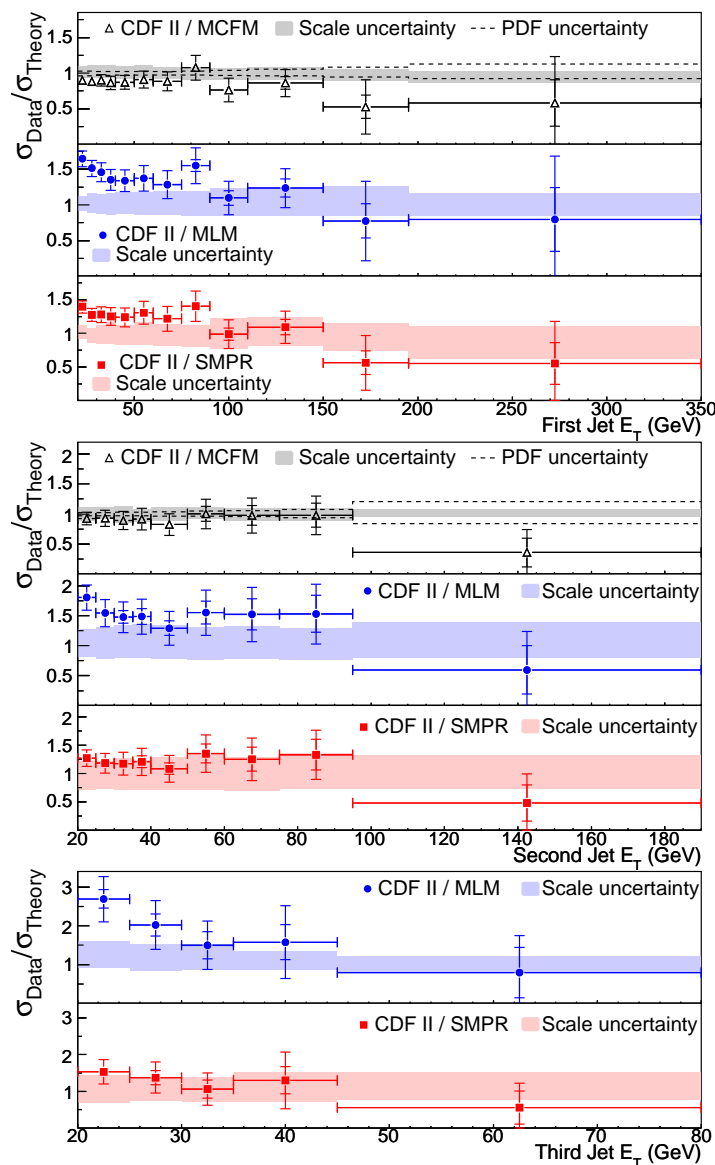 △ CDF II / MCFM Scale uncertainty PDF uncertainty
1.5
1
0.5
σData/σTheory
1.5
1
0.5
CDF II / MLM
Scale uncertainty
1.5
1
0.5
CDF II / SMPR
Scale uncertainty
50 100 150 200 250 300 350
First Jet E_T (GeV)
CDF II / MCFM Scale uncertainty PDF uncertainty
2
1.5
1
0.5
σData/σTheory
CDF II / MLM Scale uncertainty
2
1.5
1
0.5
CDF II / SMPR Scale uncertainty
2
1.5
1
0.5
20 40 60 80 100 120 140 160 180
Second Jet E_T (GeV)
CDF II / MLM Scale uncertainty
3
2
1
σData/σTheory
CDF II / SMPR Scale uncertainty
3
2
1
20 30 40 50 60 70 80
Third Jet E_T (GeV)